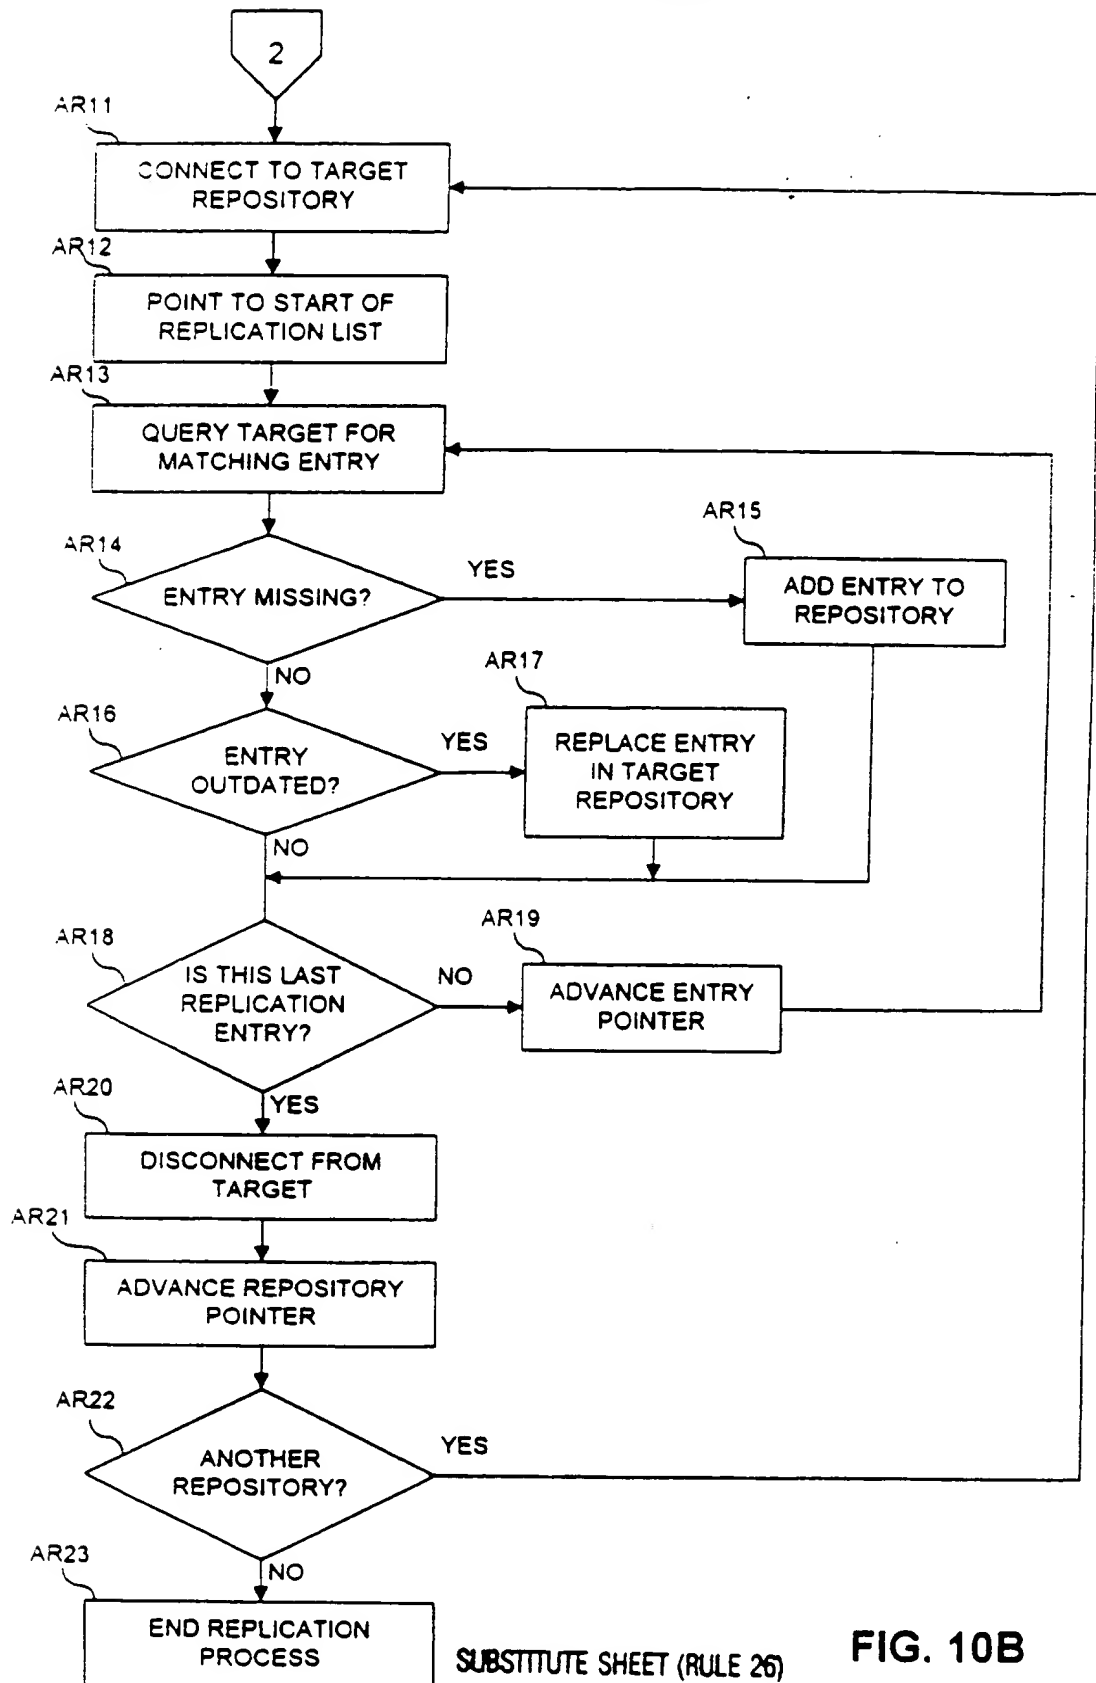 2
AR11
CONNECT TO TARGET
REPOSITORY
AR12
POINT TO START OF
REPLICATION LIST
AR13
QUERY TARGET FOR
MATCHING ENTRY
AR14
ENTRY MISSING?
YES
AR15
ADD ENTRY TO
REPOSITORY
NO
AR16
ENTRY
OUTDATED?
YES
AR17
REPLACE ENTRY
IN TARGET
REPOSITORY
NO
AR18
IS THIS LAST
REPLICATION
ENTRY?
NO
AR19
ADVANCE ENTRY
POINTER
YES
AR20
DISCONNECT FROM
TARGET
AR21
ADVANCE REPOSITORY
POINTER
AR22
ANOTHER
REPOSITORY?
YES
NO
AR23
END REPLICATION
PROCESS
SUBSTITUTE SHEET (RULE 26)
FIG. 10B